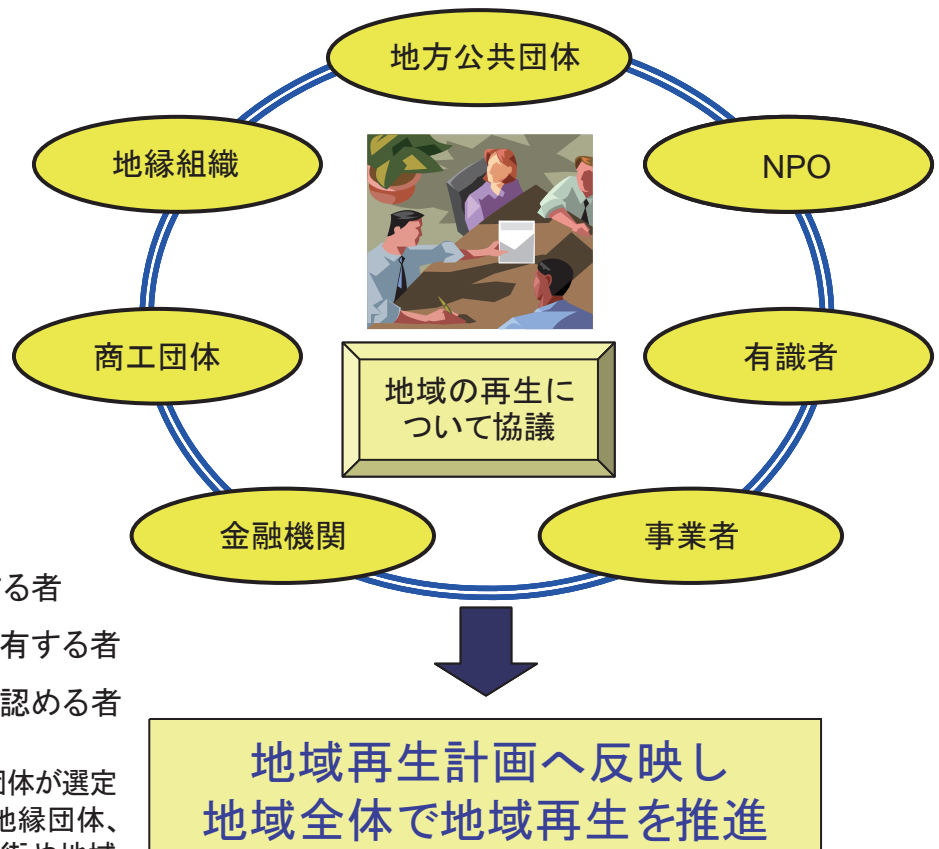 地方公共団体
地縁組織
NPO
商工団体
有識者
地域の再生に
ついて協議
金融機関
事業者
る者
有する者
認める者
団体が選定
地縁団体、
地域再生計画へ反映し
地域全体で地域再生を推進